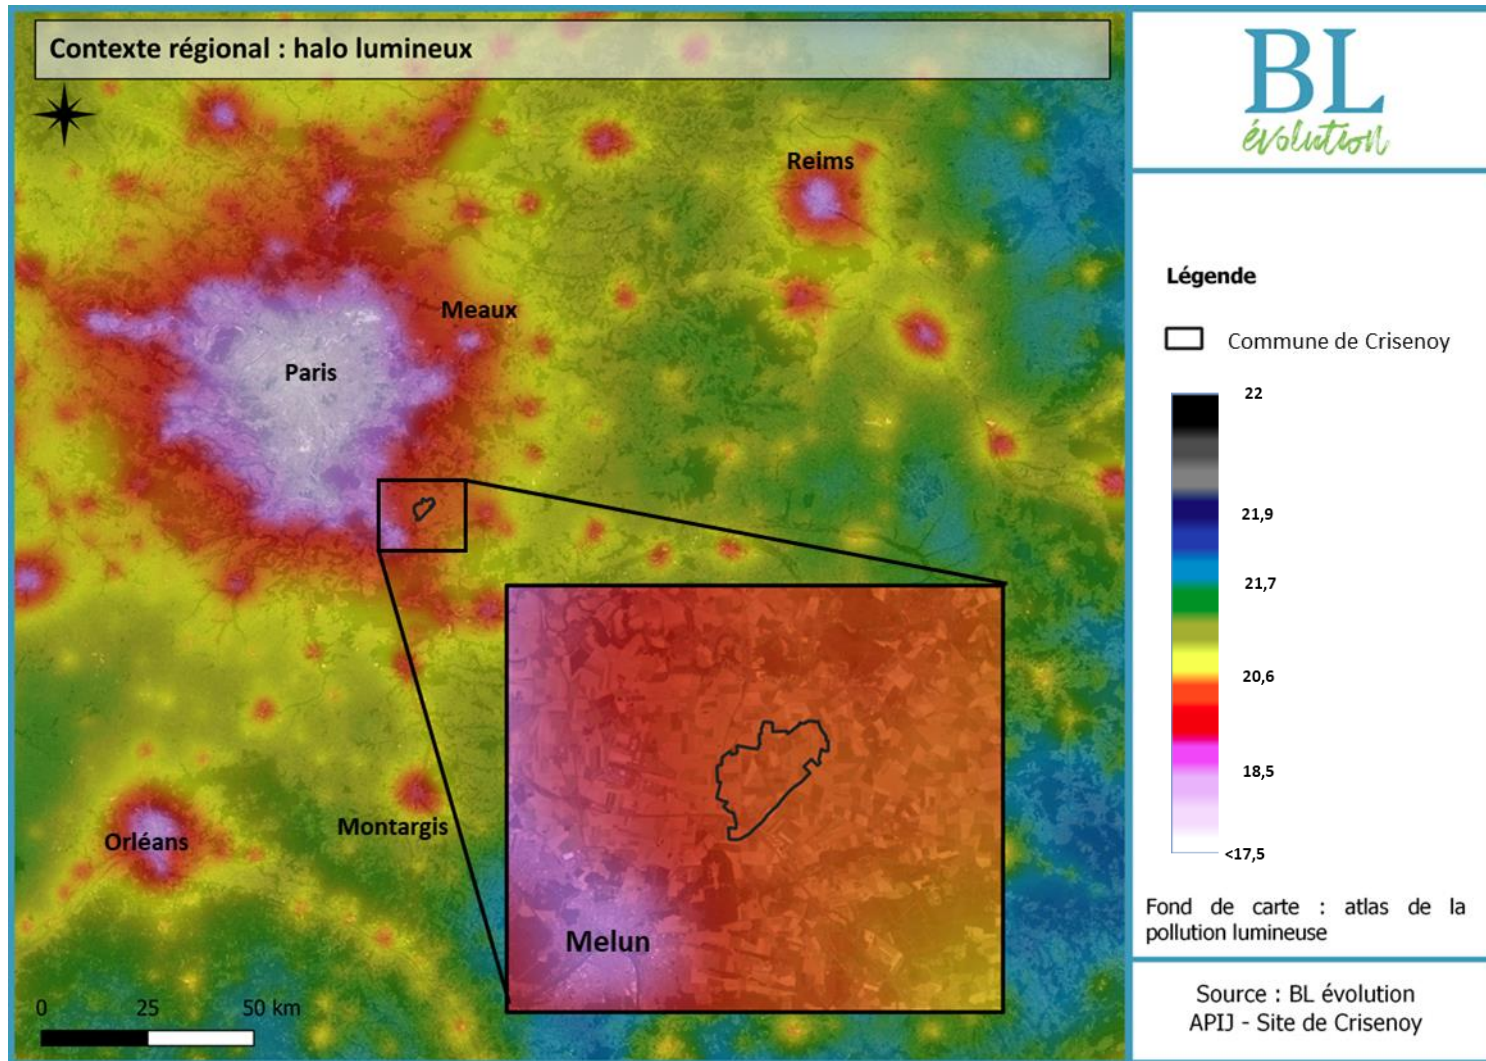 Contexte régional : halo lumineux
Reims
Meaux
Paris
Montargis
Orléans
Melun
0 25 50 km
BL
évolution
Légende
Commune de Crisenoy
22
21,9
21,7
20,6
18,5
<17,5
Fond de carte : atlas de la
pollution lumineuse
Source : BL évolution
APIJ - Site de Crisenoy